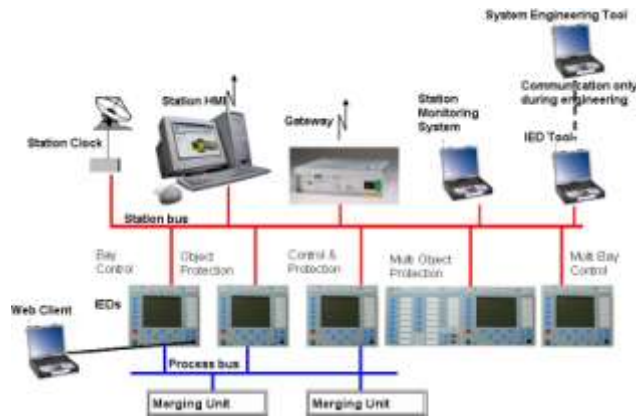 System Engineering Tool
Communication only
during engineering
Station HMI
Station
Monitoring
System
Gateway
Station Clock
IED Tool
Station bus
Bay
Control
Object
Protection
Control &
Protection
Multi Object
Protection
Multi Bay
Control
IEDs
Web Client
Process bus
Merging Unit
Merging Unit